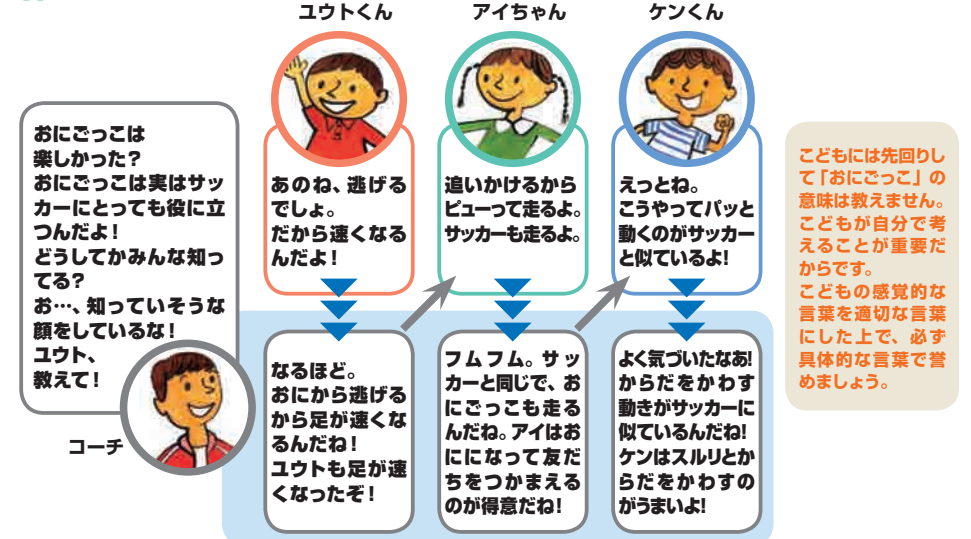 ユウトくん
アイちゃん
ケンくん
おにごっこは
楽しかった?
おにごっこは実はサッ
カーにとっても役に立
つんだよ!
どうしてかみんな知っ
てる?
お…、知っていそうな
顔をしているな!
ユウト、
教えて!
コーチ
あのね、逃げる
でしょ。
だから速くなる
んだよ!
なるほど。
おにから逃げる
から足が速くな
るんだね!
ユウトも足が速
くなったぞ!
追いかけるから
ピューって走るよ。
サッカーも走るよ。
フムフム。サッ
カーと同じで、お
にごっこも走る
んだね。アイはお
にになって友だ
ちをつかまえる
のが得意だね!
えっとね。
こうやってパッと
動くのがサッカー
と似ているよ!
よく気づいたなあ!
からだをかわす
動きがサッカーに
似ているんだね!
ケンはスルリとか
らだをかわすの
がうまいよ!
こどもには先回りし
て「おにごっこ」の
意味は教えません。
こどもが自分で考
えることが重要だ
からです。
こどもの感覚的な
言葉を適切な言葉
にした上で、必ず
具体的な言葉で誉
めましょう。